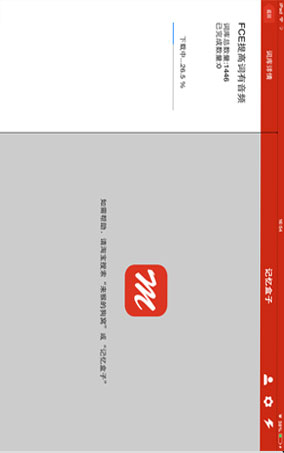 iPad
返回
词库详情
记忆盒子
FCE提高词有音频
词库总数量:1446
已完成数量:0
下载中...26.5 %
如需帮助，请淘宝搜索“来福的狗窝”或“记忆盒子”